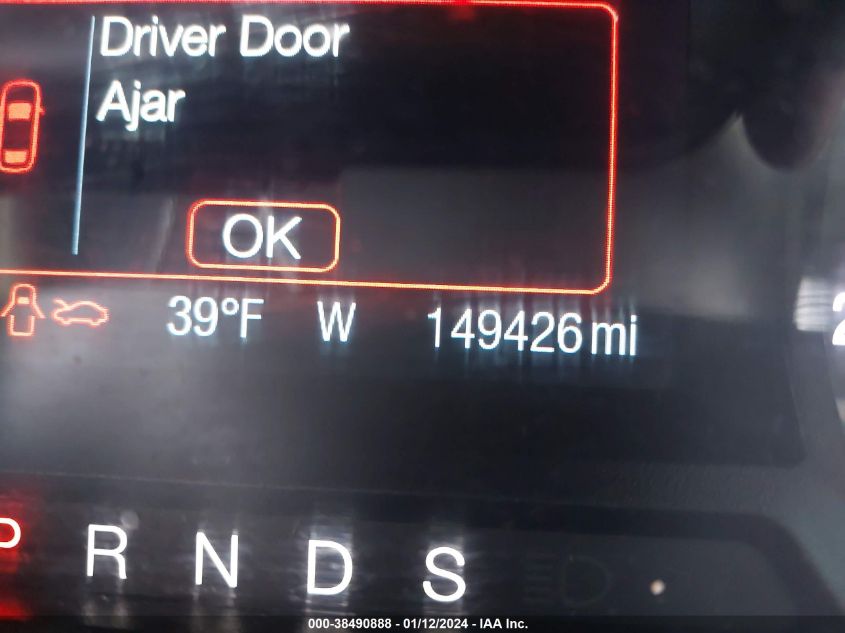 Driver Door
Ajar
OK
39°F W 149426 mi
P R N D S
000-38490888 - 01/12/2024 - IAA Inc.